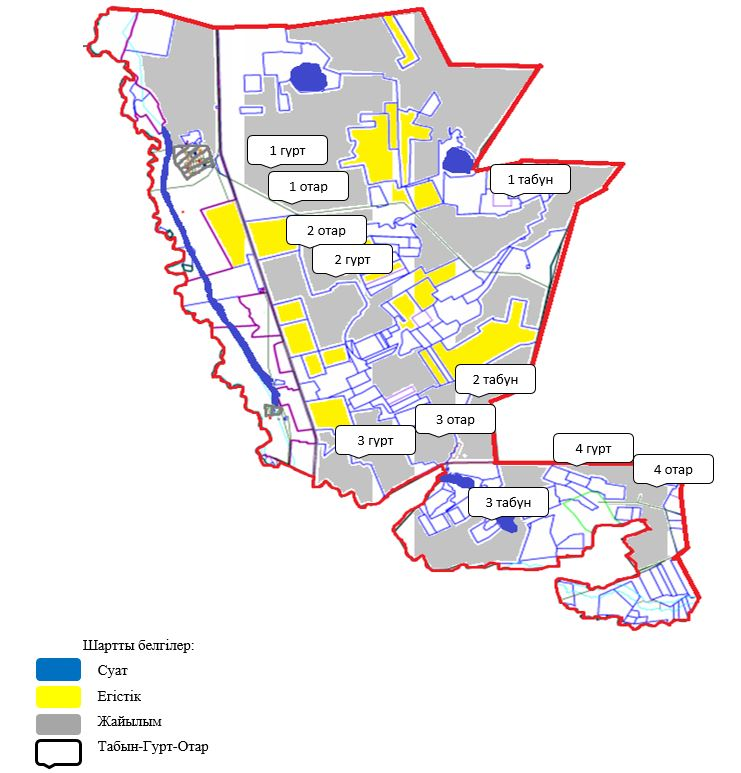 1 гурт
1 отар
1 табун
2 отар
2 гурт
2 табун
3 отар
3 гурт
4 гурт
4 отар
3 табун
Шартты белгілер:
Суат
Егістік
Жайылым
Табын-Гурт-Отар